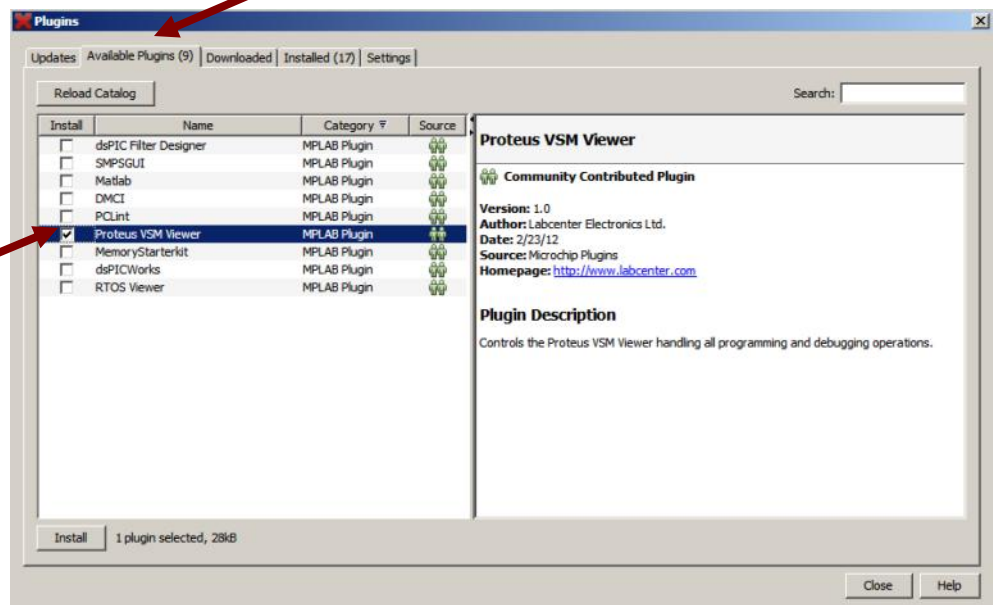 Plugins
Updates Available Plugins (9) Downloaded Installed (17) Settings
Reload Catalog Search:
Install Name Category Source
dsPIC Filter Designer MPLAB Plugin
SMPSGUI MPLAB Plugin
Matlab MPLAB Plugin
DMCI MPLAB Plugin
PCLint MPLAB Plugin
Proteus VSM Viewer MPLAB Plugin
MemoryStarterkit MPLAB Plugin
dsPICWorks MPLAB Plugin
RTOS Viewer MPLAB Plugin
Proteus VSM Viewer
Community Contributed Plugin
Version: 1.0
Author: Labcenter Electronics Ltd.
Date: 2/23/12
Source: Microchip Plugins
Homepage: http://www.labcenter.com
Plugin Description
Controls the Proteus VSM Viewer handling all programming and debugging operations.
Install 1 plugin selected, 28kB
Close Help